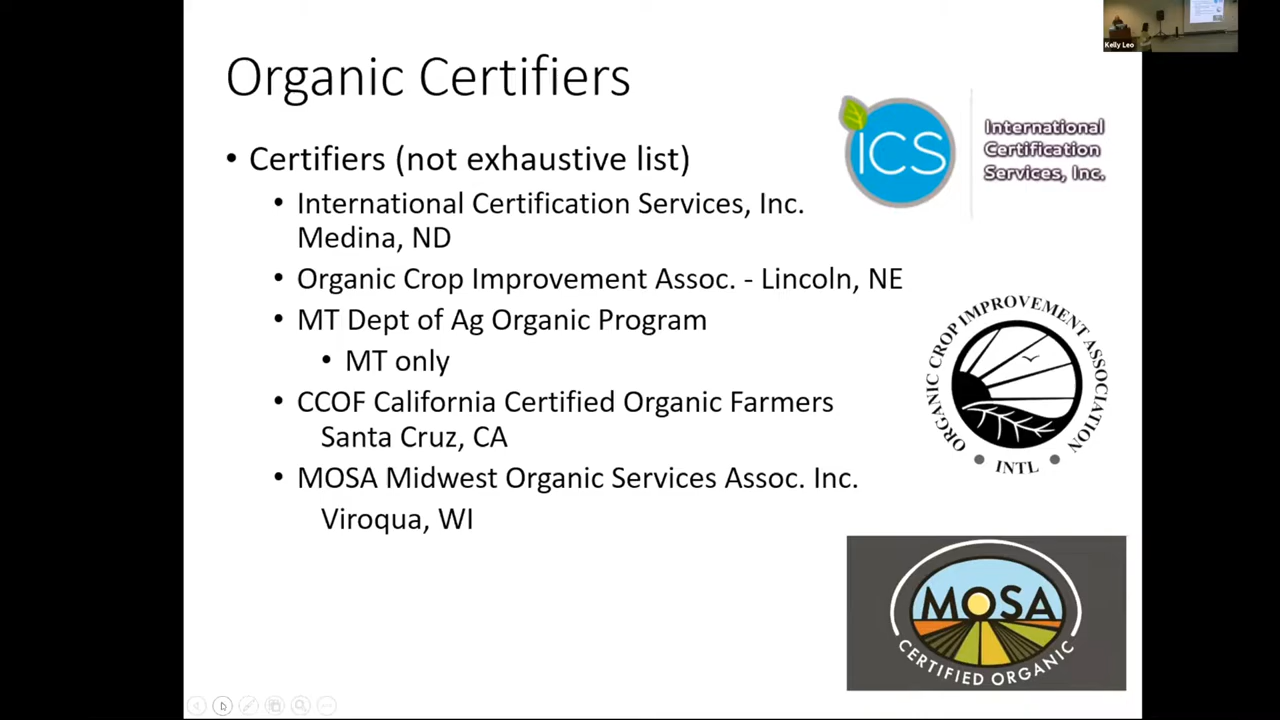 Kelly Leo
Organic Certifiers
• Certifiers (not exhaustive list)
• International Certification Services, Inc.
Medina, ND
• Organic Crop Improvement Assoc. - Lincoln, NE
• MT Dept of Ag Organic Program
• MT only
• CCOF California Certified Organic Farmers
Santa Cruz, CA
• MOSA Midwest Organic Services Assoc. Inc.
Viroqua, WI
ICS
International
Certification
Services, Inc.
ORGANIC CROP IMPROVEMENT ASSOCIATION
• INTL •
MOSA
CERTIFIED ORGANIC